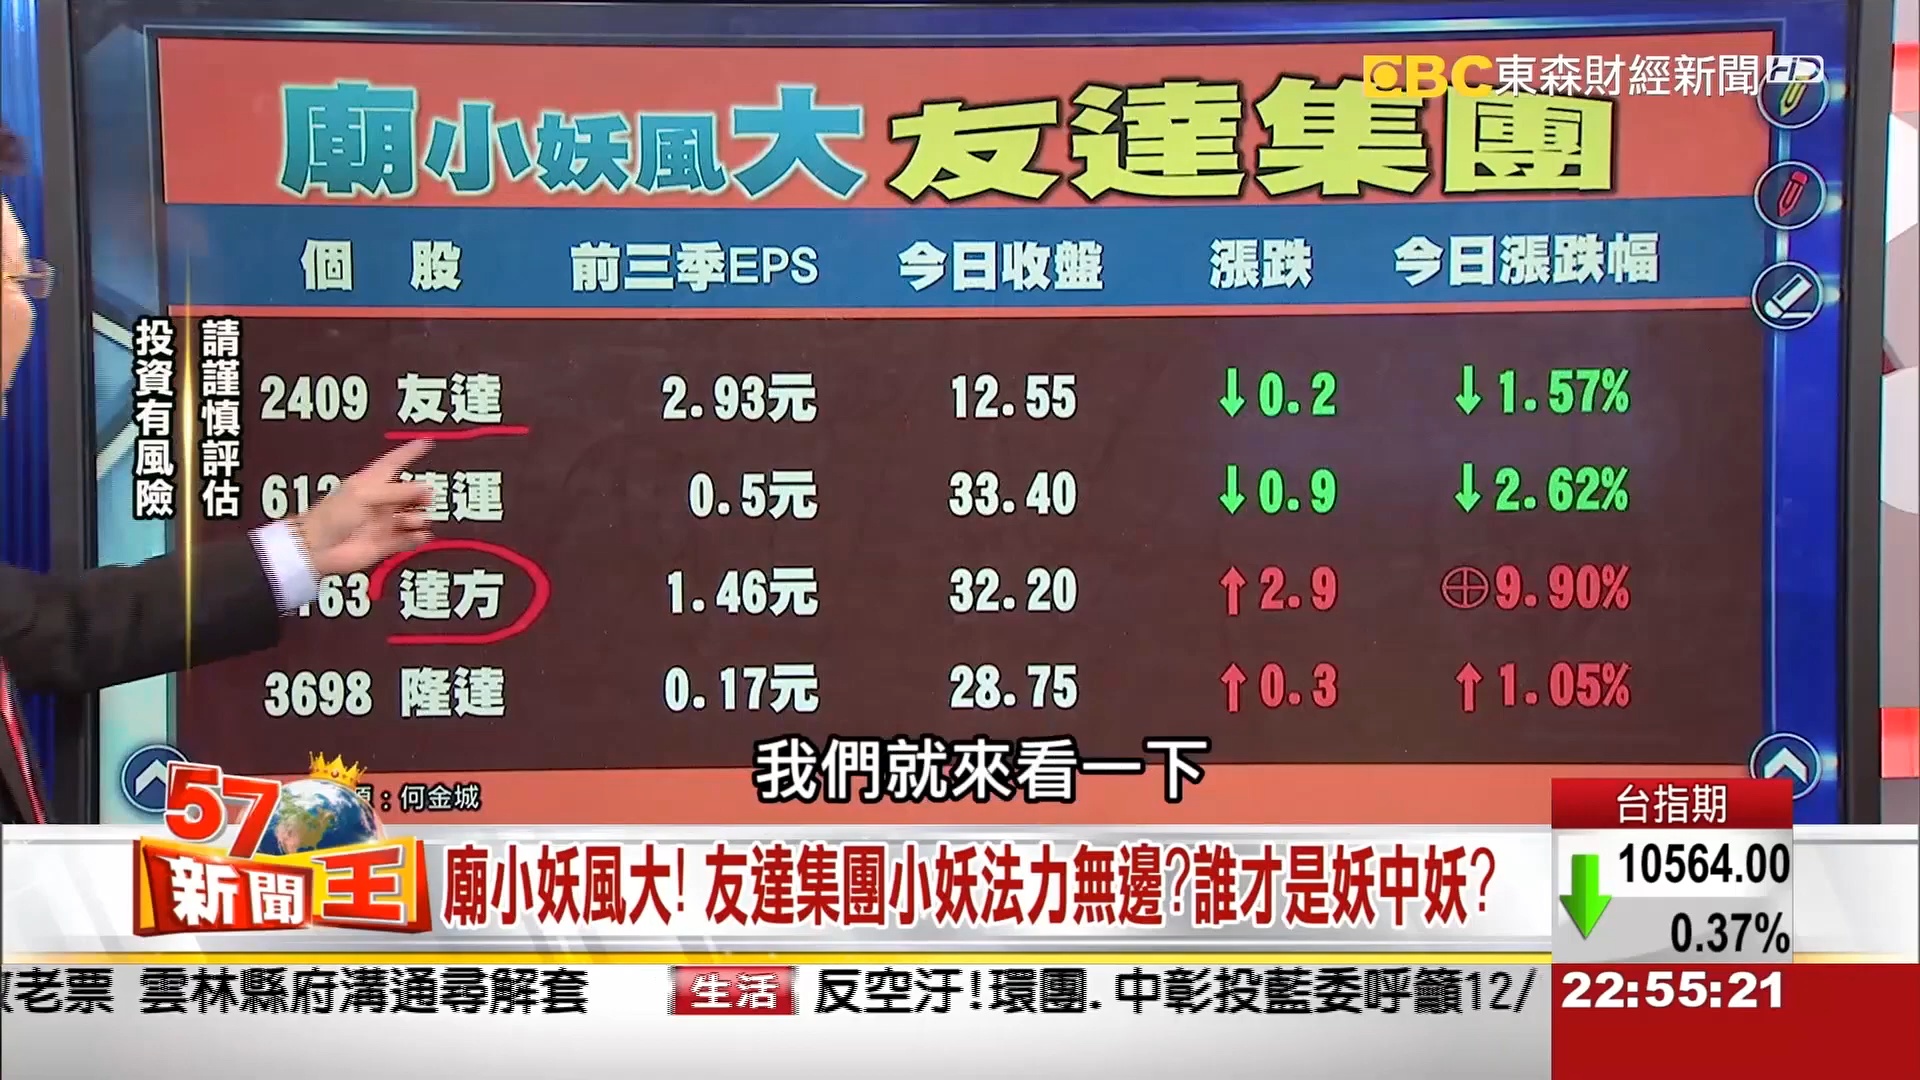 EBC 東森財經新聞 HD
廟小妖風大 友達集團
個股 前三季EPS 今日收盤 漲跌 今日漲跌幅
請謹慎評估
投資有風險
2409 友達 2.93元 12.55 ↓0.2 ↓1.57%
達運 0.5元 33.40 ↓0.9 ↓2.62%
163 達方 1.46元 32.20 ↑2.9 ⊕9.90%
3698 隆達 0.17元 28.75 ↑0.3 ↑1.05%
:何金城
我們就來看一下
57新聞王
廟小妖風大!友達集團小妖法力無邊?誰才是妖中妖?
台指期
10564.00
0.37%
老票 雲林縣府溝通尋解套 生活 反空汙!環團.中彰投藍委呼籲12/
22:55:21